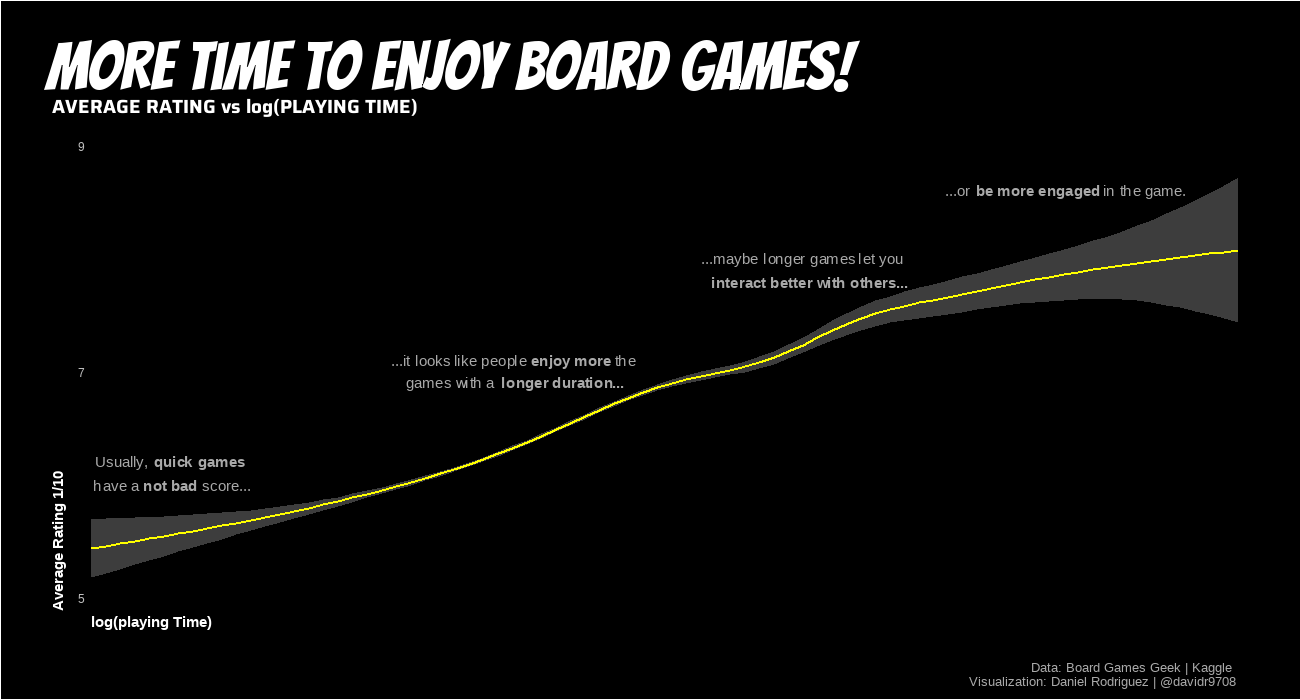 MORE TIME TO ENJOY BOARD GAMES!
AVERAGE RATING vs log(PLAYING TIME)
9
...or be more engaged in the game.
...maybe longer games let you
interact better with others...
...it looks like people enjoy more the
games with a longer duration...
7
Usually, quick games
have a not bad score...
Average Rating 1/10
5
log(playing Time)
Data: Board Games Geek | Kaggle
Visualization: Daniel Rodriguez | @davidr9708